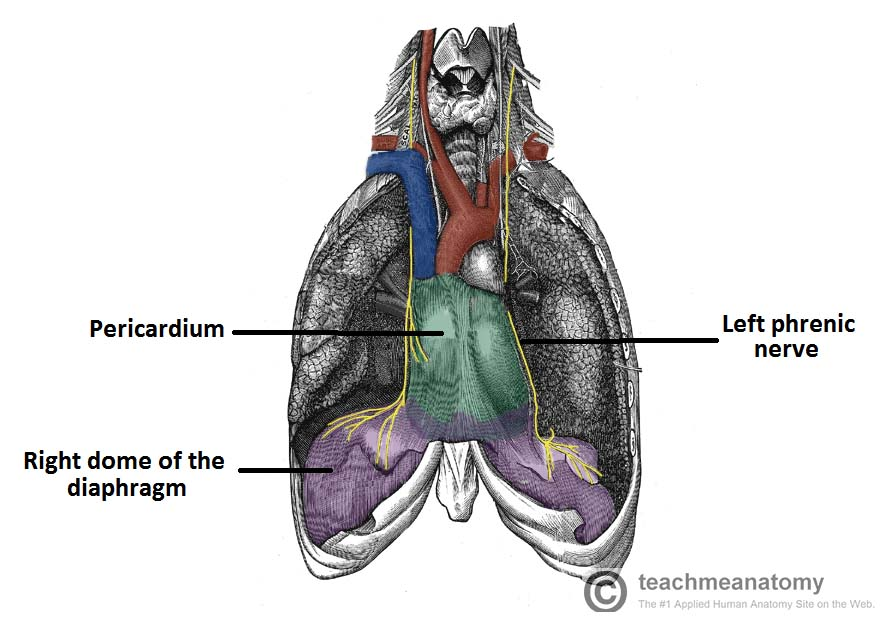 Pericardium
Left phrenic
nerve
Right dome of the
diaphragm
© teachmeanatomy
The #1 Applied Human Anatomy Site on the Web.